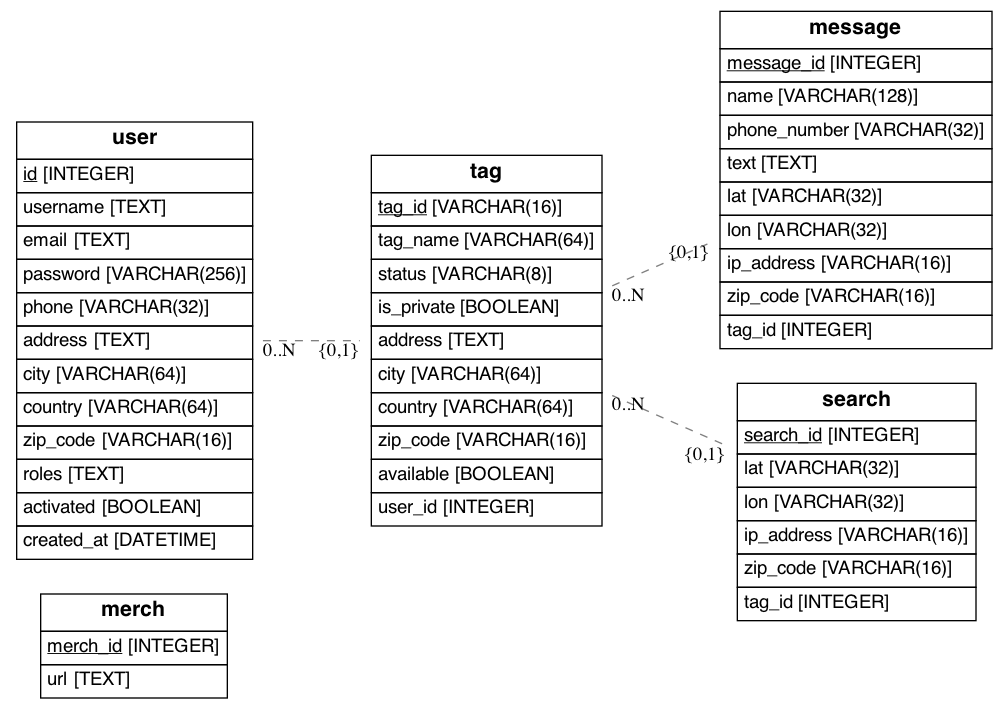 user
id [INTEGER]
username [TEXT]
email [TEXT]
password [VARCHAR(256)]
phone [VARCHAR(32)]
address [TEXT]
city [VARCHAR(64)]
country [VARCHAR(64)]
zip_code [VARCHAR(16)]
roles [TEXT]
activated [BOOLEAN]
created_at [DATETIME]
merch
merch_id [INTEGER]
url [TEXT]
0..N {0,1}
tag
tag_id [VARCHAR(16)]
tag_name [VARCHAR(64)]
status [VARCHAR(8)]
is_private [BOOLEAN]
address [TEXT]
city [VARCHAR(64)]
country [VARCHAR(64)]
zip_code [VARCHAR(16)]
available [BOOLEAN]
user_id [INTEGER]
{0,1}
0..N
0..N
{0,1}
message
message_id [INTEGER]
name [VARCHAR(128)]
phone_number [VARCHAR(32)]
text [TEXT]
lat [VARCHAR(32)]
lon [VARCHAR(32)]
ip_address [VARCHAR(16)]
zip_code [VARCHAR(16)]
tag_id [INTEGER]
search
search_id [INTEGER]
lat [VARCHAR(32)]
lon [VARCHAR(32)]
ip_address [VARCHAR(16)]
zip_code [VARCHAR(16)]
tag_id [INTEGER]